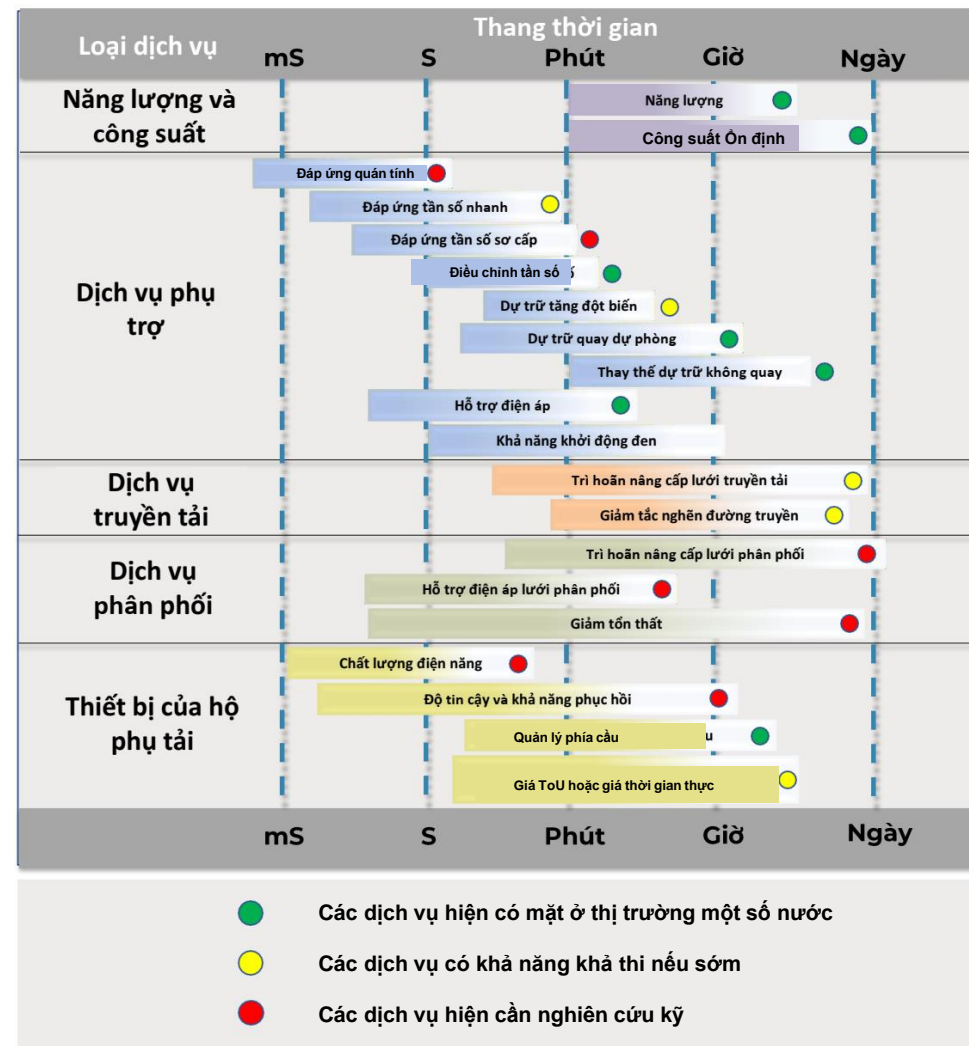 Thang thời gian
Loại dịch vụ
mS S Phút Giờ Ngày
Năng lượng và
công suất
Năng lượng
Công suất Ổn định
Dịch vụ phụ
trợ
Đáp ứng quán tính
Đáp ứng tần số nhanh
Đáp ứng tần số sơ cấp
Điều chỉnh tần số
Dự trữ tăng đột biến
Dự trữ quay dự phòng
Thay thế dự trữ không quay
Hỗ trợ điện áp
Khả năng khởi động đen
Dịch vụ
truyền tải
Trì hoãn nâng cấp lưới truyền tải
Giảm tắc nghẽn đường truyền
Dịch vụ
phân phối
Trì hoãn nâng cấp lưới phân phối
Hỗ trợ điện áp lưới phân phối
Giảm tổn thất
Thiết bị của hộ
phụ tải
Chất lượng điện năng
Độ tin cậy và khả năng phục hồi
Quản lý phía cầu
Giá ToU hoặc giá thời gian thực
mS S Phút Giờ Ngày
Các dịch vụ hiện có mặt ở thị trường một số nước
Các dịch vụ có khả năng khả thi nếu sớm
Các dịch vụ hiện cần nghiên cứu kỹ